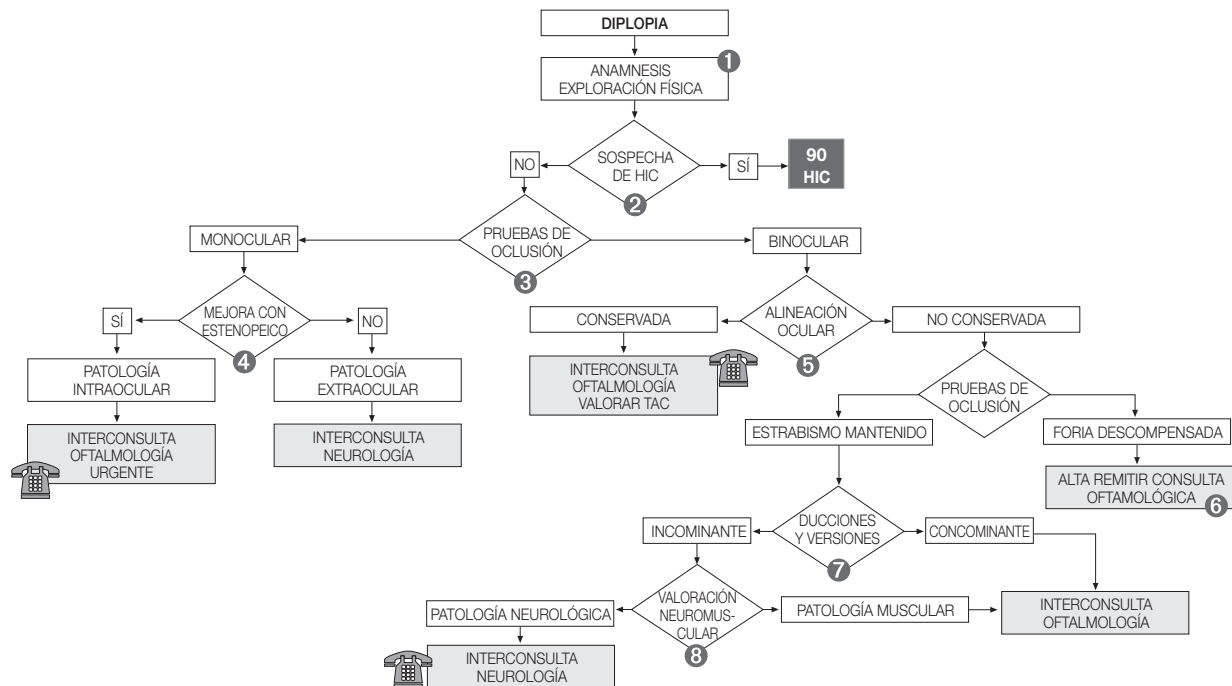 DIPLOPIA
1
ANAMNESIS
EXPLORACIÓN FÍSICA
SOSPECHA
DE HIC
2
NO
SÍ
90
HIC
PRUEBAS DE
OCLUSIÓN
3
MONOCULAR
BINOCULAR
MEJORA CON
ESTENOPEICO
4
SÍ
NO
ALINEACIÓN
OCULAR
5
CONSERVADA
NO CONSERVADA
PATOLOGÍA
INTRAOCULAR
PATOLOGÍA
EXTRAOCULAR
INTERCONSULTA
OFTALMOLOGÍA
VALORAR TAC
PRUEBAS DE
OCLUSIÓN
INTERCONSULTA
OFTALMOLOGÍA
URGENTE
INTERCONSULTA
NEUROLOGÍA
ESTRABISMO MANTENIDO
FORIA DESCOMPENSADA
ALTA REMITIR CONSULTA
OFTAMOLÓGICA
6
DUCCIONES
Y VERSIONES
7
INCOMINANTE
CONCOMINANTE
VALORACIÓN
NEUROMUS-
CULAR
8
PATOLOGÍA NEUROLÓGICA
PATOLOGÍA MUSCULAR
INTERCONSULTA
OFTALMOLOGÍA
INTERCONSULTA
NEUROLOGÍA